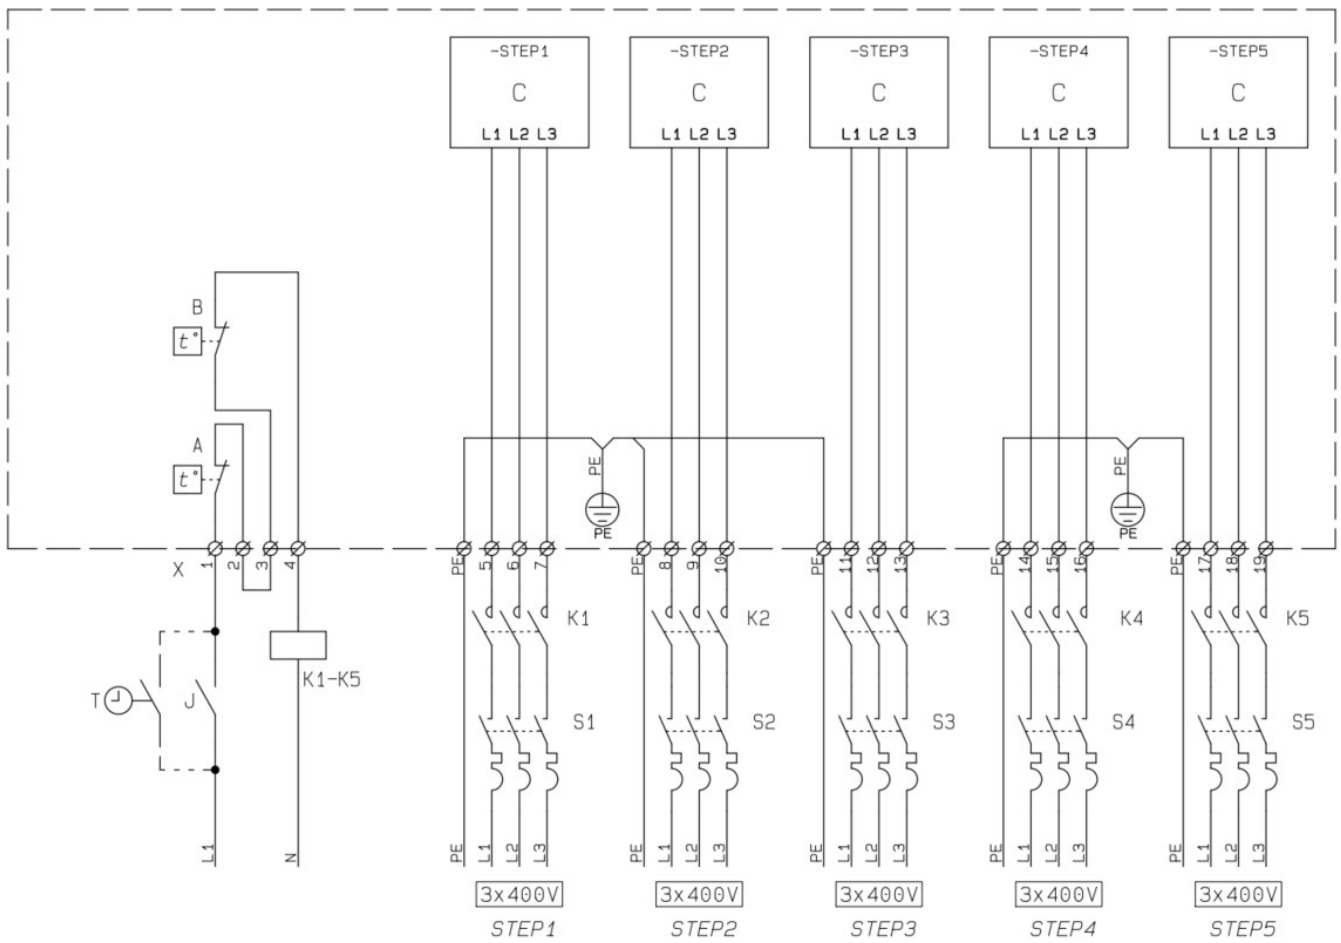 -STEP1 -STEP2 -STEP3 -STEP4 -STEP5
C C C C C
L1 L2 L3 L1 L2 L3 L1 L2 L3 L1 L2 L3 L1 L2 L3
B
t°
A
t°
PE PE
PE PE
X 1 2 3 4 PE 5 6 7 PE 8 9 10 PE 11 12 13 PE 14 15 16 PE 17 18 19
K1 K2 K3 K4 K5
K1-K5
T J
S1 S2 S3 S4 S5
L1 N PE L1 L2 L3 PE L1 L2 L3 PE L1 L2 L3 PE L1 L2 L3 PE L1 L2 L3
3x400V 3x400V 3x400V 3x400V 3x400V
STEP1 STEP2 STEP3 STEP4 STEP5